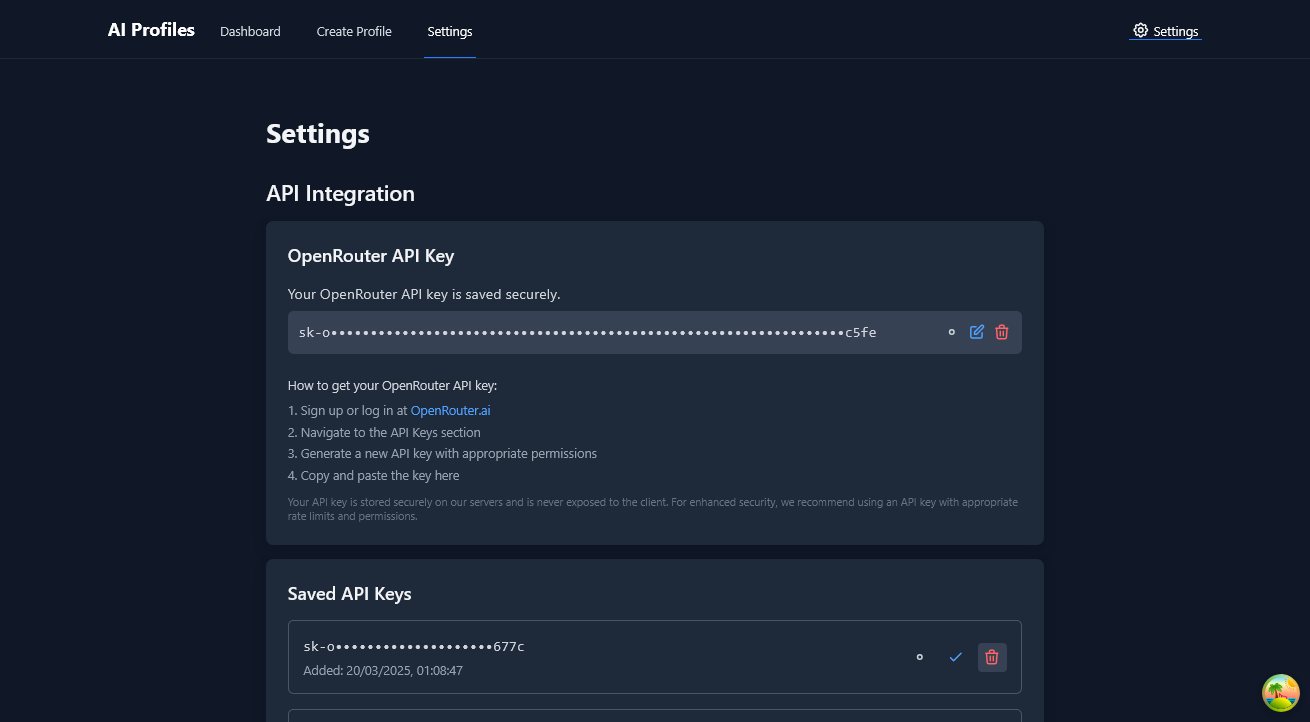 AI Profiles Dashboard Create Profile Settings Settings
Settings
API Integration
OpenRouter API Key
Your OpenRouter API key is saved securely.
sk-o•••••••••••••••••••••••••••••••••••••••••••••••••••••••••••••••••c5fe
How to get your OpenRouter API key:
1. Sign up or log in at OpenRouter.ai
2. Navigate to the API Keys section
3. Generate a new API key with appropriate permissions
4. Copy and paste the key here
Your API key is stored securely on our servers and is never exposed to the client. For enhanced security, we recommend using an API key with appropriate
rate limits and permissions.
Saved API Keys
sk-o••••••••••••••••••••677c
Added: 20/03/2025, 01:08:47